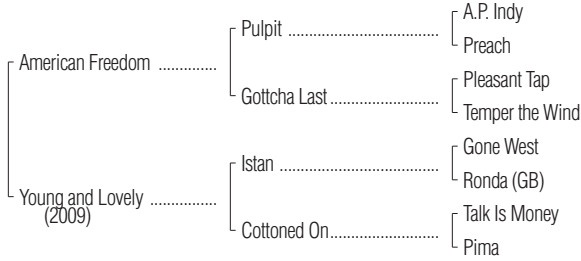 A.P. Indy
Pulpit ................................................
Preach
American Freedom ..............
Pleasant Tap
Gottcha Last..................................
Temper the Wind
Gone West
Istan ..................................................
Ronda (GB)
Young and Lovely ................
(2009)
Talk Is Money
Cottoned On..................................
Pima